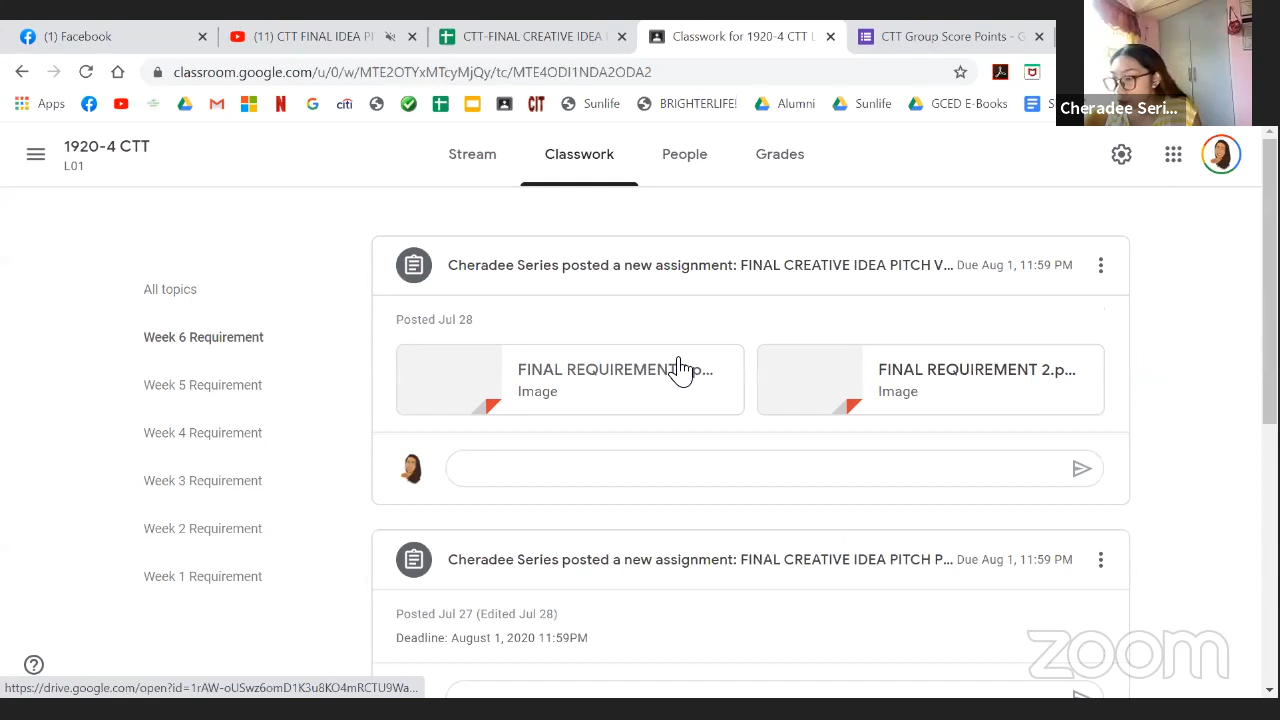 (1) Facebook
(11) CTT FINAL IDEA PI
CTT-FINAL CREATIVE IDEA
Classwork for 1920-4 CTT L
CTT Group Score Points - G
classroom.google.com/u/0/w/MTE2OTYxMTcyMjQy/tc/MTE4ODI1NDA2ODA2
Apps
citi
Sunlife
CIT
BRIGHTERLIFE!
Alumni
Sunlife
GCED E-Books
Cheradee Seri...
1920-4 CTT
L01
Stream
Classwork
People
Grades
All topics
Week 6 Requirement
Week 5 Requirement
Week 4 Requirement
Week 3 Requirement
Week 2 Requirement
Week 1 Requirement
Cheradee Series posted a new assignment: FINAL CREATIVE IDEA PITCH V... Due Aug 1, 11:59 PM
Posted Jul 28
FINAL REQUIREMENT
Image
FINAL REQUIREMENT 2.p...
Image
Cheradee Series posted a new assignment: FINAL CREATIVE IDEA PITCH P... Due Aug 1, 11:59 PM
Posted Jul 27 (Edited Jul 28)
Deadline: August 1, 2020 11:59PM
zoom
https://drive.google.com/open?id=1rAW-oUSwz6omD1K3u8KO4mRCTU9Wa...